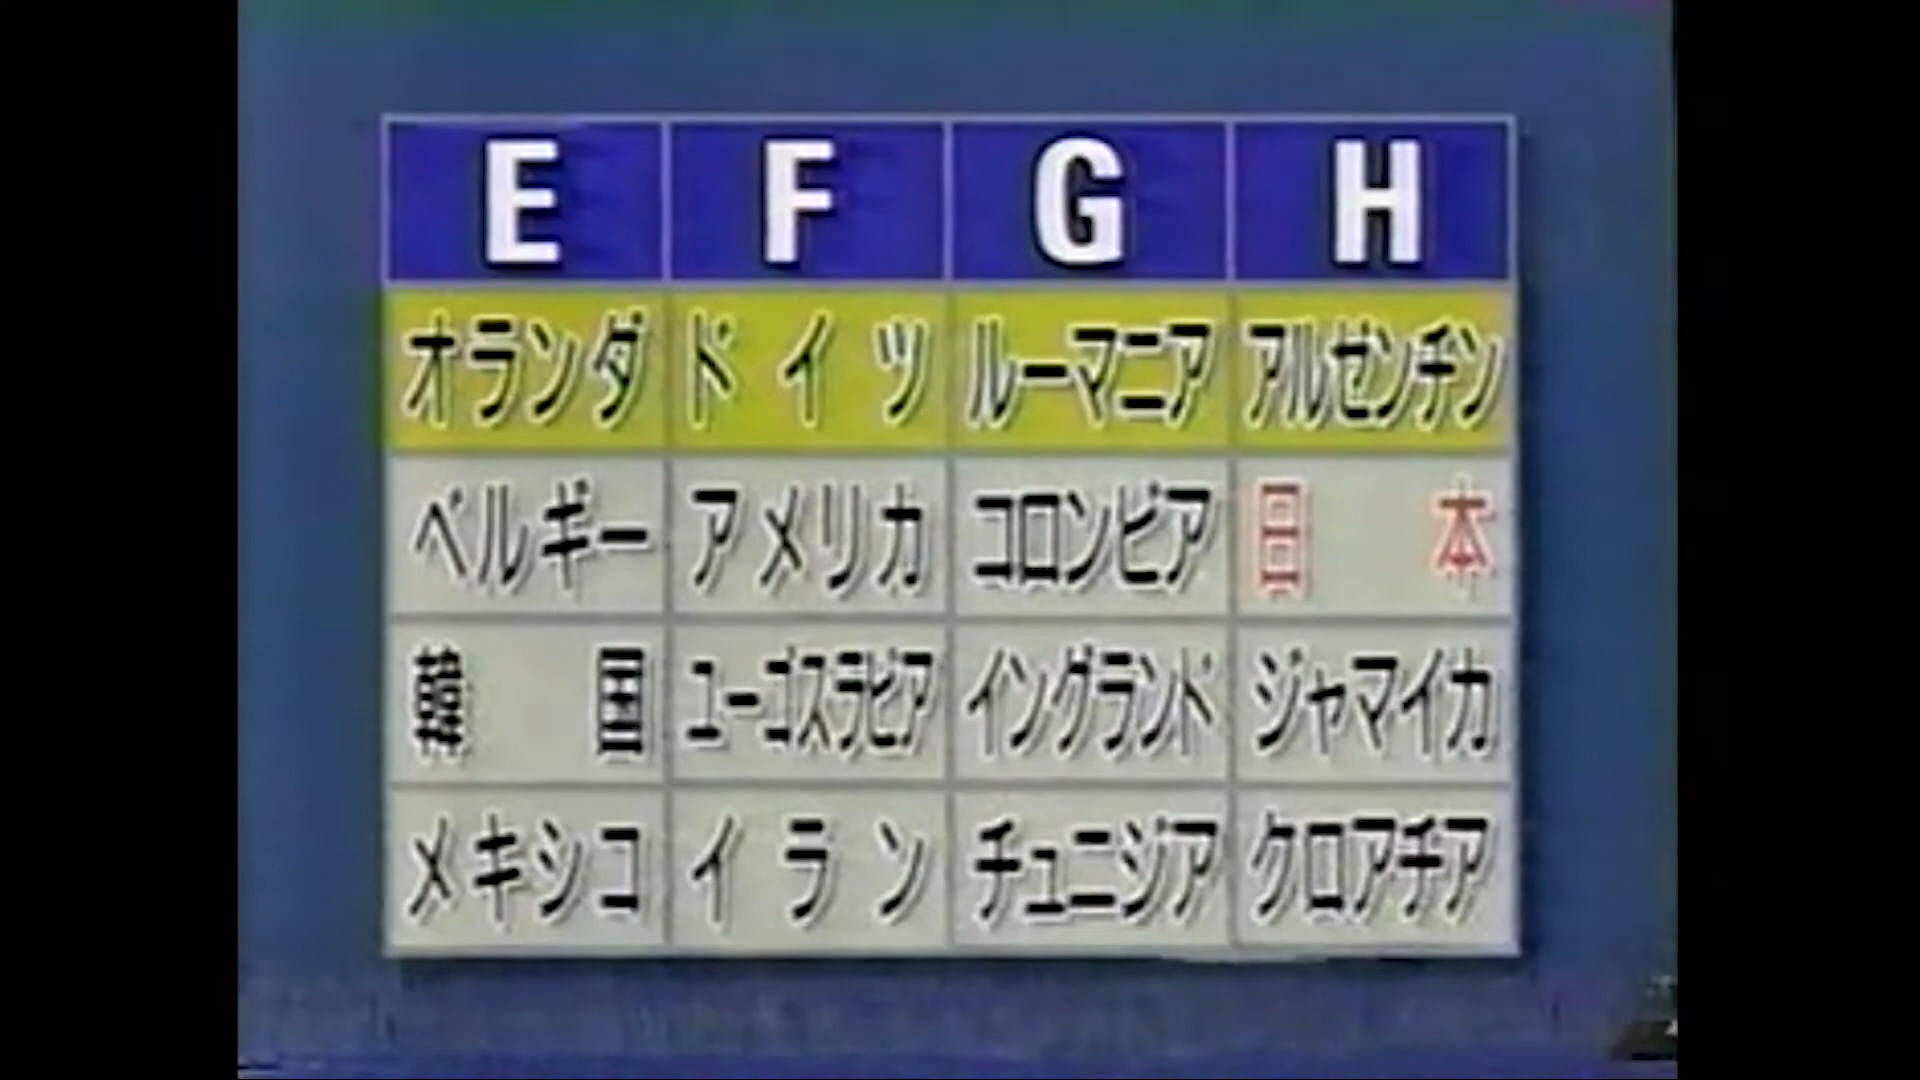 E F G H
オランダ ドイツ ルーマニア アルゼンチン
ベルギー アメリカ コロンビア 日本
韓国 ユーゴスラビア イングランド ジャマイカ
メキシコ イラン チュニジア クロアチア